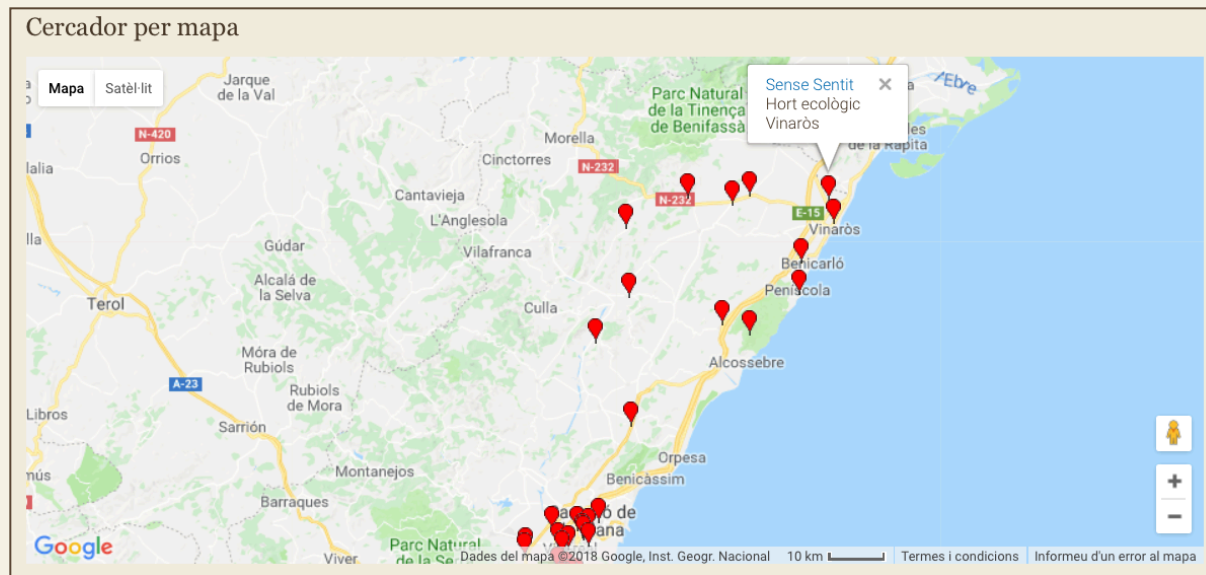 Cercador per mapa
Mapa
Satèl·lit
Jarque
de la Val
Sense Sentit
Hort ecològic
Vinaròs
Ebre
Parc Natural
de la Tinença
de Benifassà
de la Ràpita
N-420
Orrios
Morella
Cinctorres
N-232
Cantavieja
N-232
L'Anglesola
E-15
Vinaròs
Gúdar
Vilafranca
Benicarló
Alcalá de
la Selva
Peníscola
Terol
Culla
Móra de
Rubiols
Alcossebre
A-23
Rubiols
de Mora
Libros
Sarrión
Orpesa
Montanejos
Benicàssim
Barraques
Google
Parc Natural
Viver
Dades del mapa ©2018 Google, Inst. Geogr. Nacional
10 km
Termes i condicions
Informeu d'un error al mapa